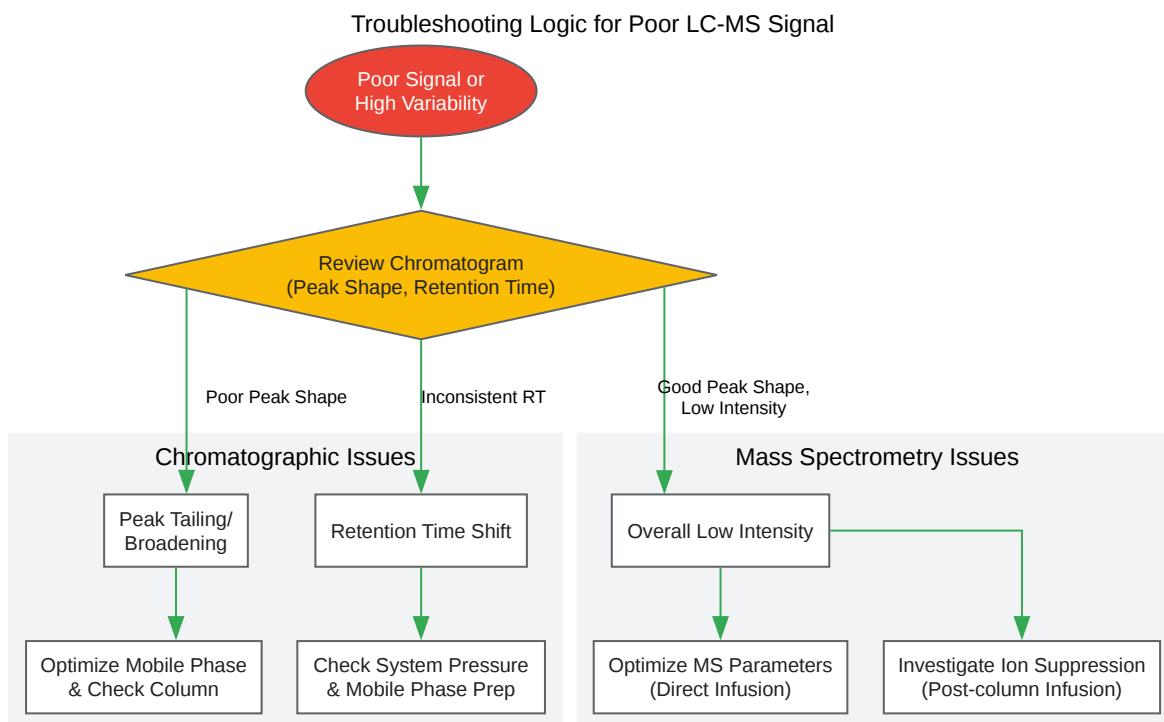 Troubleshooting Logic for Poor LC-MS Signal
Poor Signal or
High Variability
Review Chromatogram
(Peak Shape, Retention Time)
Poor Peak Shape
Inconsistent RT
Good Peak Shape,
Low Intensity
Chromatographic Issues
Peak Tailing/
Broadening
Retention Time Shift
Optimize Mobile Phase
& Check Column
Check System Pressure
& Mobile Phase Prep
Mass Spectrometry Issues
Overall Low Intensity
Optimize MS Parameters
(Direct Infusion)
Investigate Ion Suppression
(Post-column Infusion)